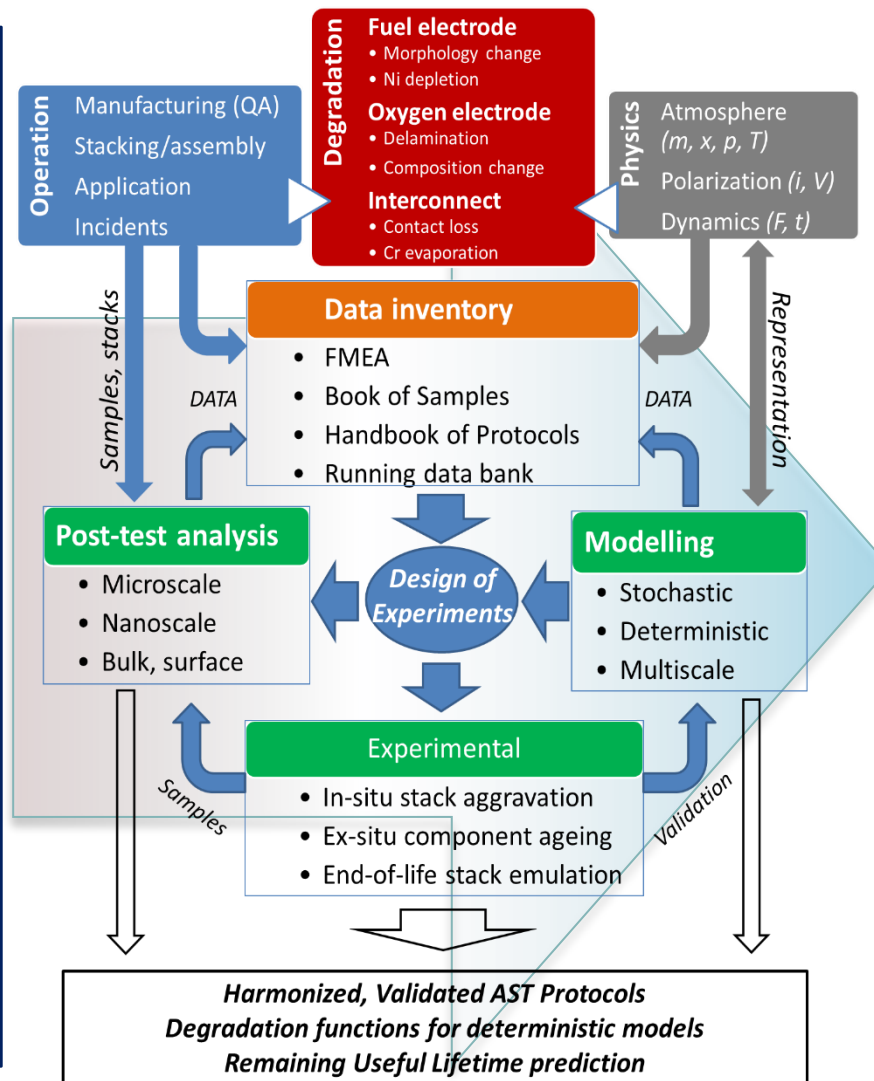 Operation
Manufacturing (QA)
Stacking/assembly
Application
Incidents
Degradation
Fuel electrode
• Morphology change
• Ni depletion
Oxygen electrode
• Delamination
• Composition change
Interconnect
• Contact loss
• Cr evaporation
Physics
Atmosphere
(m, x, p, T)
Polarization (i, V)
Dynamics (F, t)
Samples, stacks
DATA
Data inventory
• FMEA
• Book of Samples
• Handbook of Protocols
• Running data bank
DATA
Representation
Post-test analysis
• Microscale
• Nanoscale
• Bulk, surface
Design of
Experiments
Modelling
• Stochastic
• Deterministic
• Multiscale
Samples
Experimental
• In-situ stack aggravation
• Ex-situ component ageing
• End-of-life stack emulation
Validation
Harmonized, Validated AST Protocols
Degradation functions for deterministic models
Remaining Useful Lifetime prediction